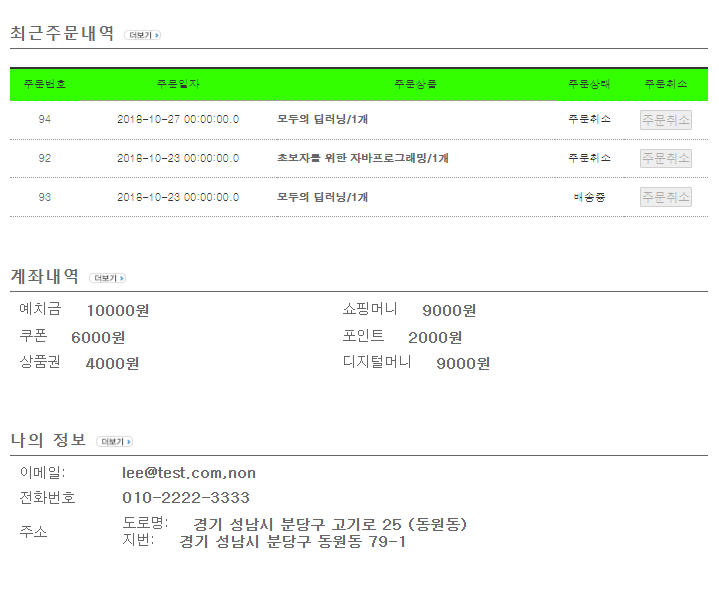 최근주문내역 더보기
주문번호 주문일자 주문상품 주문상태 주문취소
94 2018-10-27 00:00:00.0 모두의 딥러닝/1개 주문취소 주문취소
92 2018-10-23 00:00:00.0 초보자를 위한 자바프로그래밍/1개 주문취소 주문취소
93 2018-10-23 00:00:00.0 모두의 딥러닝/1개 배송중 주문취소
계좌내역 더보기
예치금 10000원 쇼핑머니 9000원
쿠폰 6000원 포인트 2000원
상품권 4000원 디지털머니 9000원
나의 정보 더보기
이메일: lee@test.com,non
전화번호 010-2222-3333
주소 도로명: 경기 성남시 분당구 고기로 25 (동원동)
지번: 경기 성남시 분당구 동원동 79-1